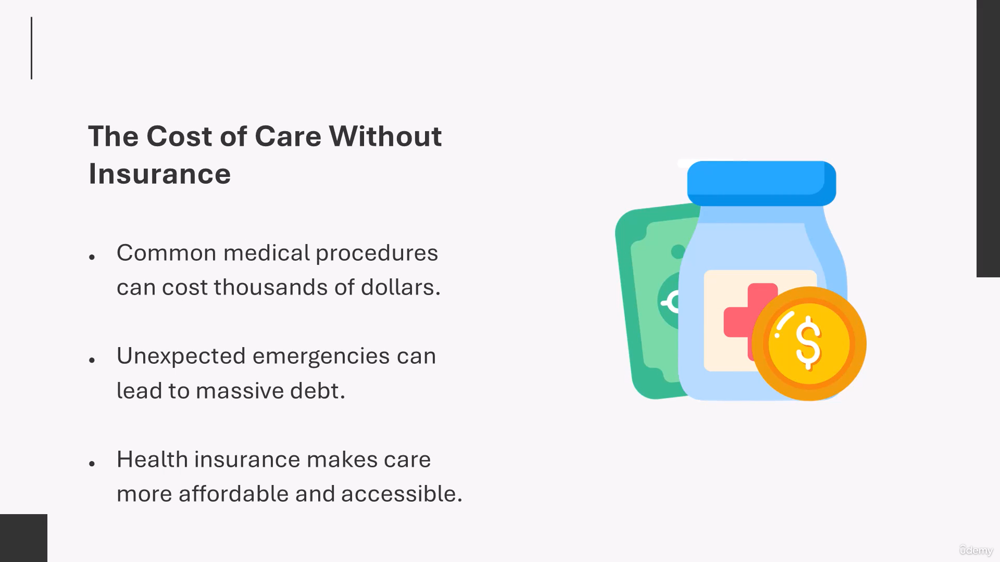 The Cost of Care Without
Insurance
• Common medical procedures
can cost thousands of dollars.
• Unexpected emergencies can
lead to massive debt.
• Health insurance makes care
more affordable and accessible.
$
ûdemy